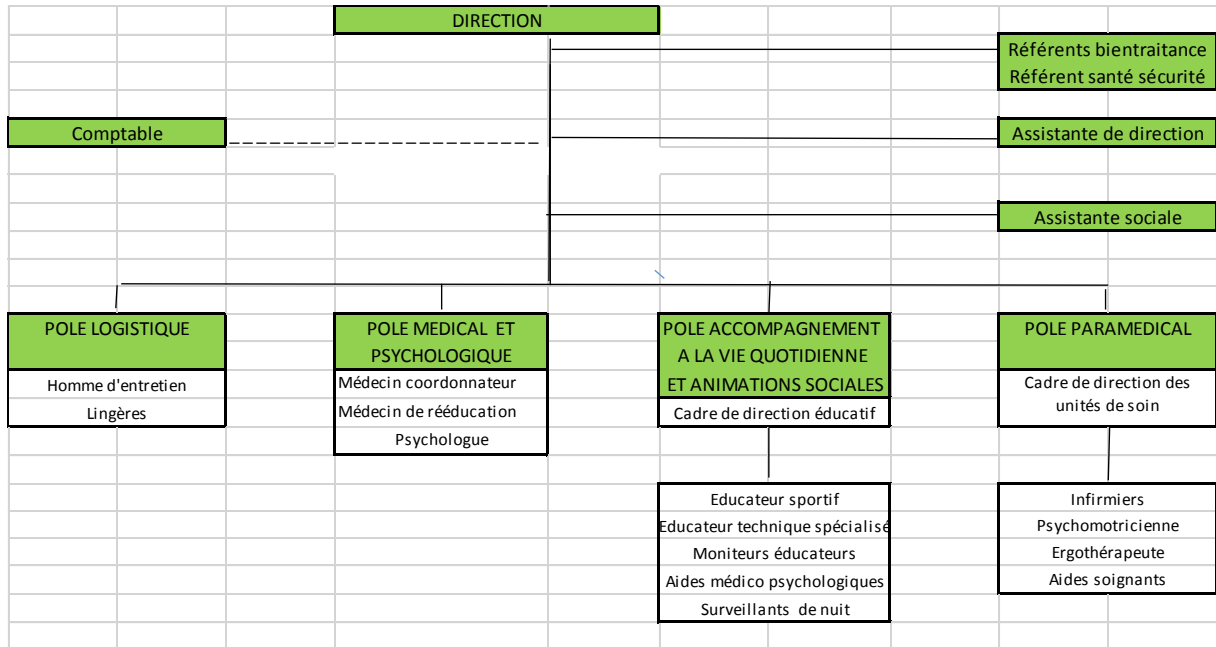 DIRECTION
Référents bientraitance
Référent santé sécurité
Comptable
Assistante de direction
Assistante sociale
POLE LOGISTIQUE
Homme d'entretien
Lingères
POLE MEDICAL ET
PSYCHOLOGIQUE
Médecin coordonnateur
Médecin de rééducation
Psychologue
POLE ACCOMPAGNEMENT
A LA VIE QUOTIDIENNE
ET ANIMATIONS SOCIALES
Cadre de direction éducatif
Educateur sportif
Educateur technique spécialisé
Moniteurs éducateurs
Aides médico psychologiques
Surveillants de nuit
POLE PARAMEDICAL
Cadre de direction des
unités de soin
Infirmiers
Psychomotricienne
Ergothérapeute
Aides soignants